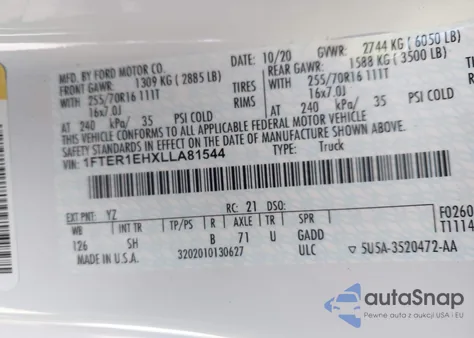 MFD. BY FORD MOTOR CO.
10/20 GVWR: 2744 KG (6050 LB)
FRONT GAWR: 1309 KG (2885 LB) REAR GAWR: 1588 KG (3500 LB)
WITH 255/70R16 111T TIRES WITH 255/70R16 111T
16x7.0J RIMS 16x7.0J
AT 240 kPa/ 35 PSI COLD AT 240 kPa/ 35 PSI COLD
THIS VEHICLE CONFORMS TO ALL APPLICABLE FEDERAL MOTOR VEHICLE
SAFETY STANDARDS IN EFFECT ON THE DATE OF MANUFACTURE SHOWN ABOVE.
VIN: 1FTER1EHXLLA81544 TYPE: Truck
EXT PNT: YZ RC: 21 DSO: F0260
WB INT TR TP/PS R AXLE TR SPR T1114
126 SH B 71 U GADD
MADE IN U.S.A. 3202010130627 ULC 5U5A-3520472-AA
autoSnap
Pewne auto z aukcji USA i EU